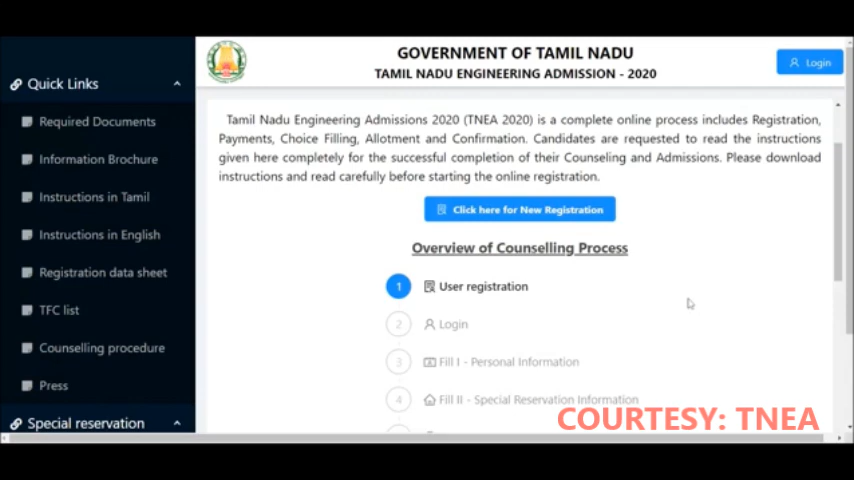 GOVERNMENT OF TAMIL NADU
TAMIL NADU ENGINEERING ADMISSION - 2020
Login
Quick Links
Required Documents
Information Brochure
Instructions in Tamil
Instructions in English
Registration data sheet
TFC list
Counselling procedure
Press
Special reservation
Tamil Nadu Engineering Admissions 2020 (TNEA 2020) is a complete online process includes Registration,
Payments, Choice Filling, Allotment and Confirmation. Candidates are requested to read the instructions
given here completely for the successful completion of their Counseling and Admissions. Please download
instructions and read carefully before starting the online registration.
Click here for New Registration
Overview of Counselling Process
1 User registration
2 Login
3 Fill I - Personal Information
4 Fill II - Special Reservation Information
COURTESY: TNEA